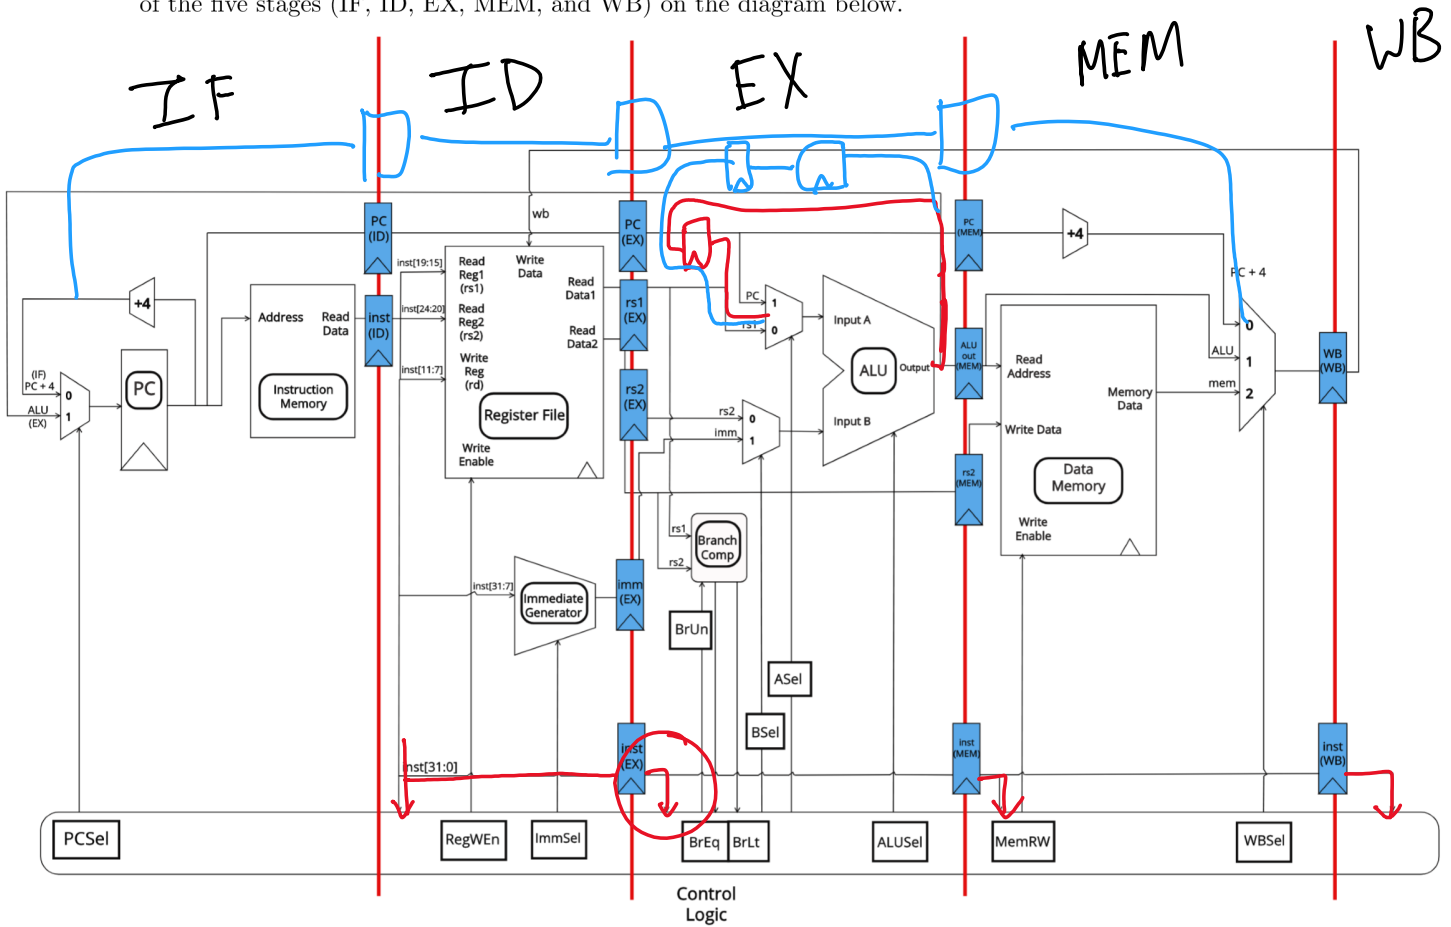 of the five stages (IF, ID, EX, MEM, and WB) on the diagram below.
IF
ID
EX
MEM
WB
wb
PC
(ID)
PC
(EX)
PC
(MEM)
+4
PC + 4
inst[19:15]
Read
Reg1
(rs1)
Write
Data
Read
Data1
+4
Address
Read
Data
inst
(ID)
inst[24:20]
Read
Reg2
(rs2)
Read
Data2
rs1
(EX)
PC
1
rs1
0
Input A
0
ALU
1
mem
2
WB
(WB)
Write
Reg
(rd)
inst[11:7]
(IF)
PC + 4
0
ALU
1
(EX)
PC
Instruction
Memory
Register File
rs2
(EX)
rs2
0
imm
1
ALU
Output
Input B
ALU
out
(MEM)
Read
Address
Memory
Data
Write Data
Write
Enable
rs2
(MEM)
Data
Memory
Write
Enable
rs1
rs2
Branch
Comp
inst[31:7]
Immediate
Generator
imm
(EX)
BrUn
ASel
BSel
inst[31:0]
inst
(EX)
inst
(MEM)
inst
(WB)
PCSel
RegWEn
ImmSel
BrEq
BrLt
ALUSel
MemRW
WBSel
Control
Logic